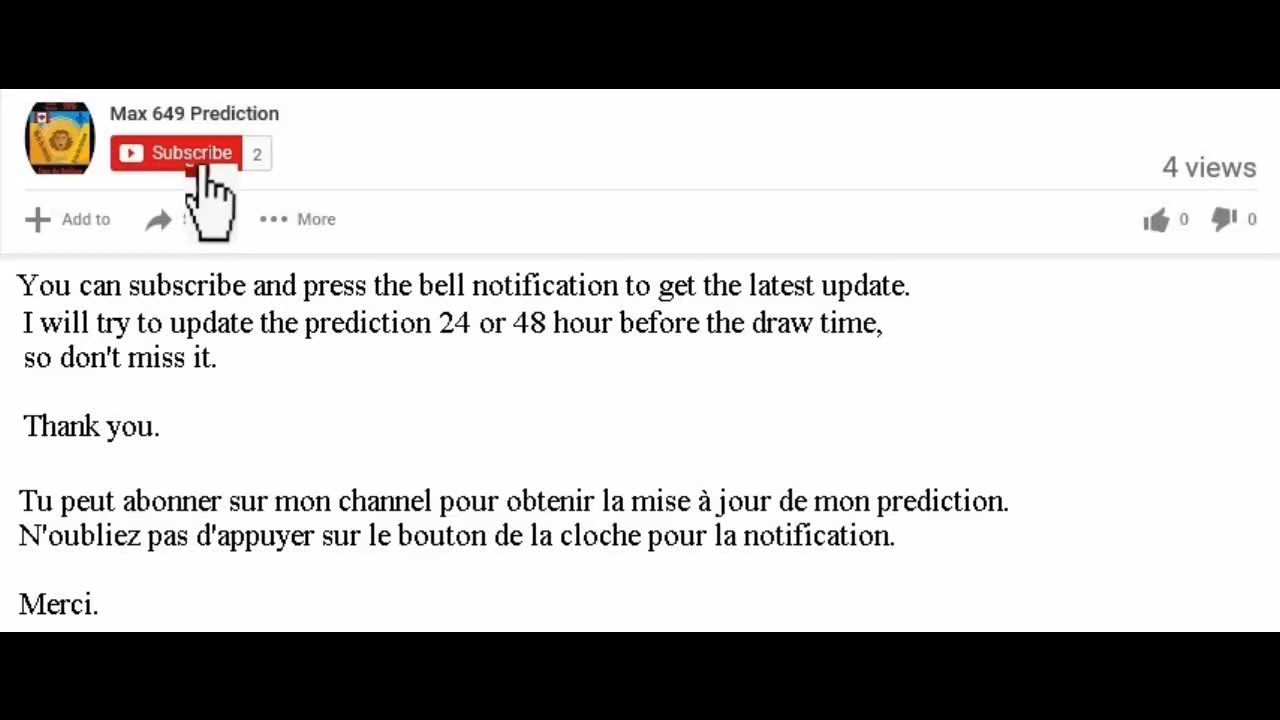 Max 649 Prediction
Subscribe 2
4 views
Add to More 0 0
You can subscribe and press the bell notification to get the latest update.
I will try to update the prediction 24 or 48 hour before the draw time,
so don't miss it.
Thank you.
Tu peut abonner sur mon channel pour obtenir la mise à jour de mon prediction.
N'oubliez pas d'appuyer sur le bouton de la cloche pour la notification.
Merci.